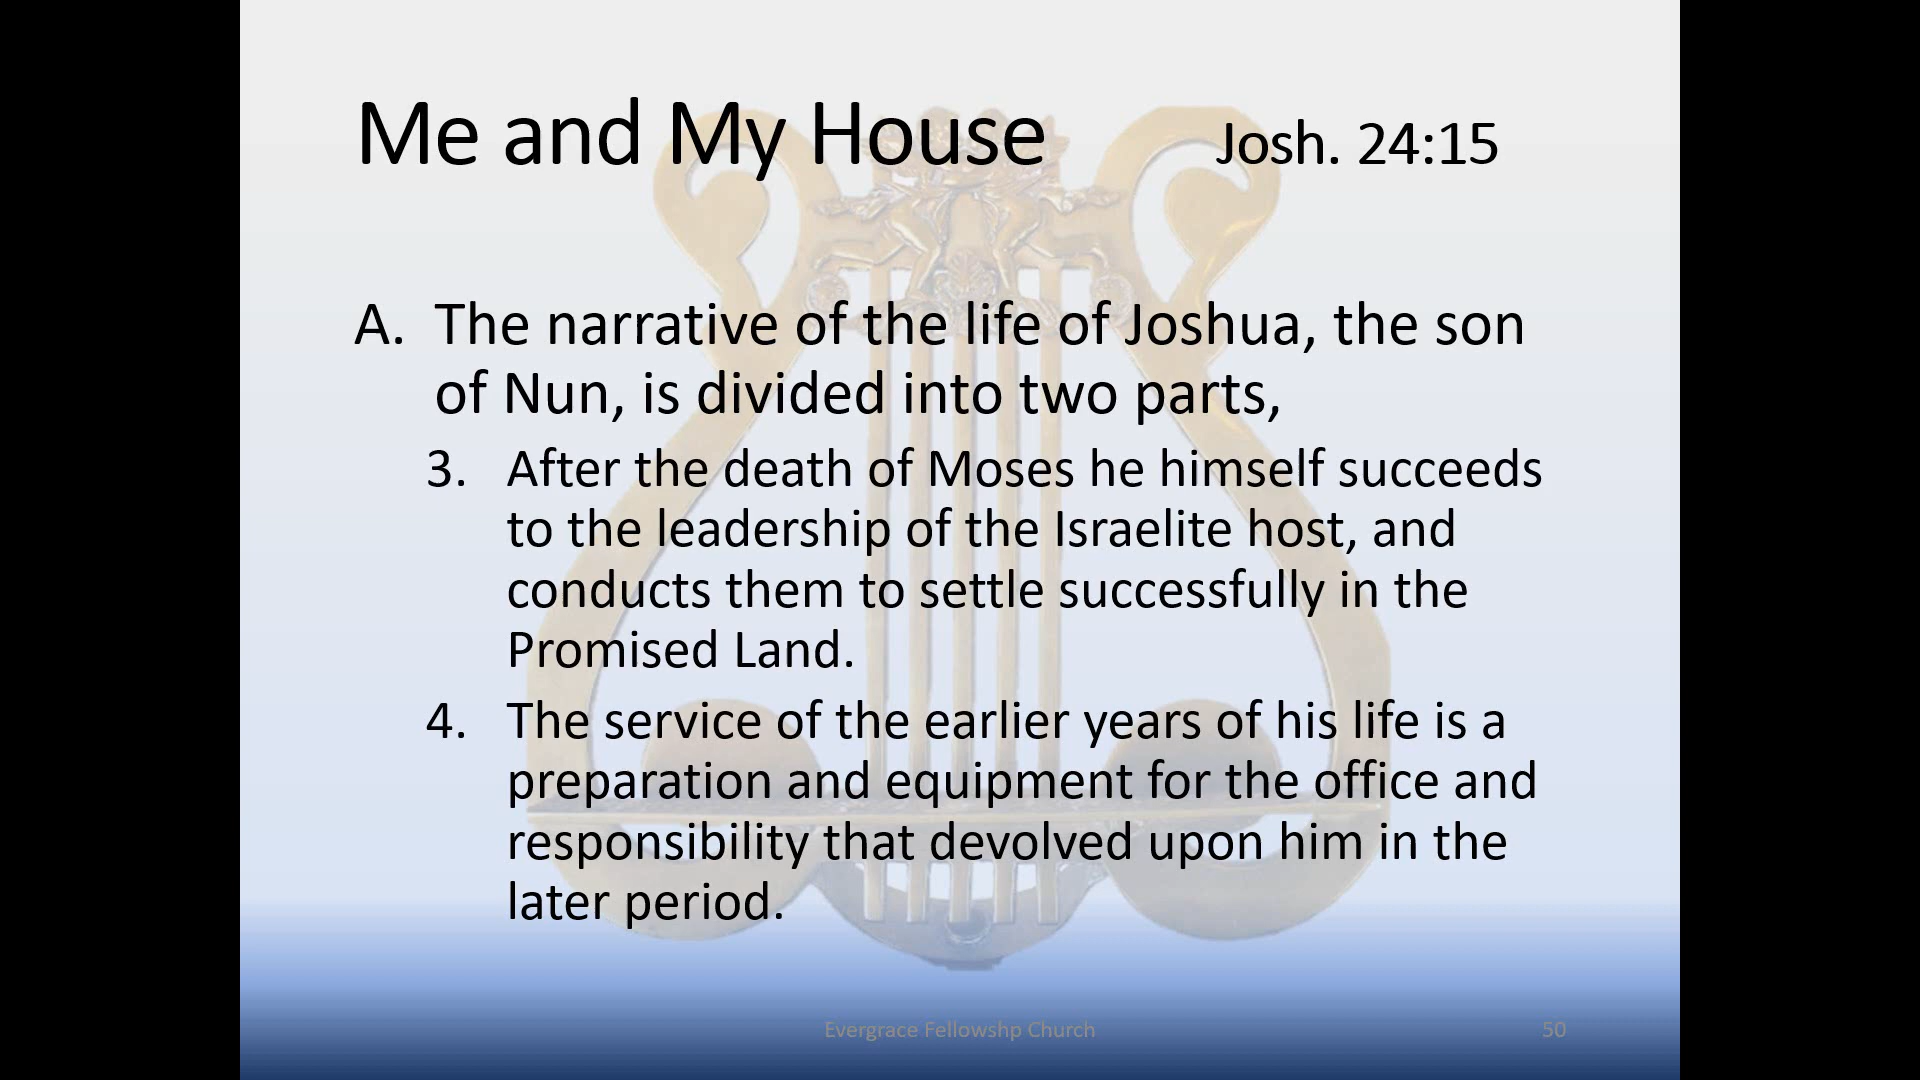 Me and My House Josh. 24:15
A. The narrative of the life of Joshua, the son
of Nun, is divided into two parts,
3. After the death of Moses he himself succeeds
to the leadership of the Israelite host, and
conducts them to settle successfully in the
Promised Land.
4. The service of the earlier years of his life is a
preparation and equipment for the office and
responsibility that devolved upon him in the
later period.
Evergrace Fellowshp Church 50